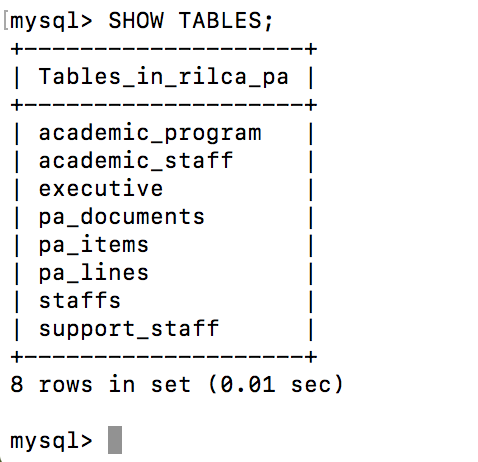 mysql> SHOW TABLES;
+--------------------+
| Tables_in_rilca_pa |
+--------------------+
| academic_program   |
| academic_staff     |
| executive          |
| pa_documents       |
| pa_items           |
| pa_lines           |
| staffs             |
| support_staff      |
+--------------------+
8 rows in set (0.01 sec)
mysql>